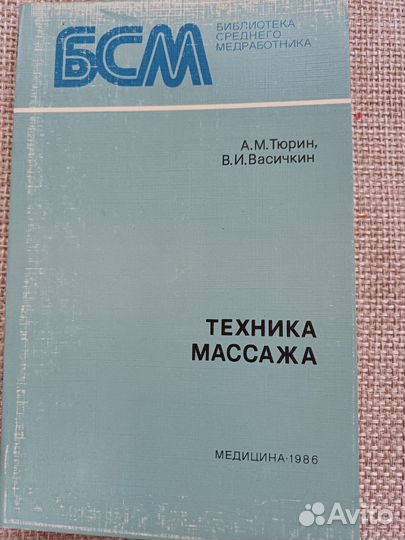 БСМ
БИБЛИОТЕКА
СРЕДНЕГО
МЕДРАБОТНИКА
А.М.Тюрин,
В.И.Васичкин
ТЕХНИКА
МАССАЖА
МЕДИЦИНА·1986
Avito